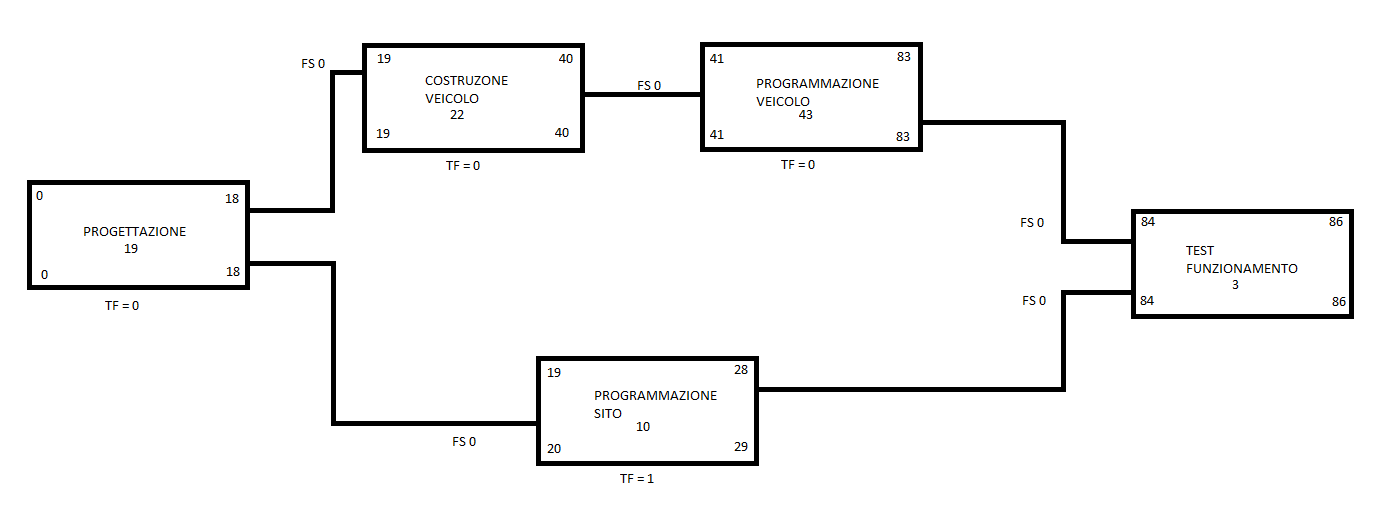 FS 0
19
40
COSTRUZONE
VEICOLO
22
19
40
TF = 0
FS 0
41
83
PROGRAMMAZIONE
VEICOLO
43
41
83
TF = 0
0
18
PROGETTAZIONE
19
0
18
TF = 0
FS 0
84
86
TEST
FUNZIONAMENTO
3
84
86
FS 0
19
28
PROGRAMMAZIONE
SITO
10
20
29
FS 0
TF = 1